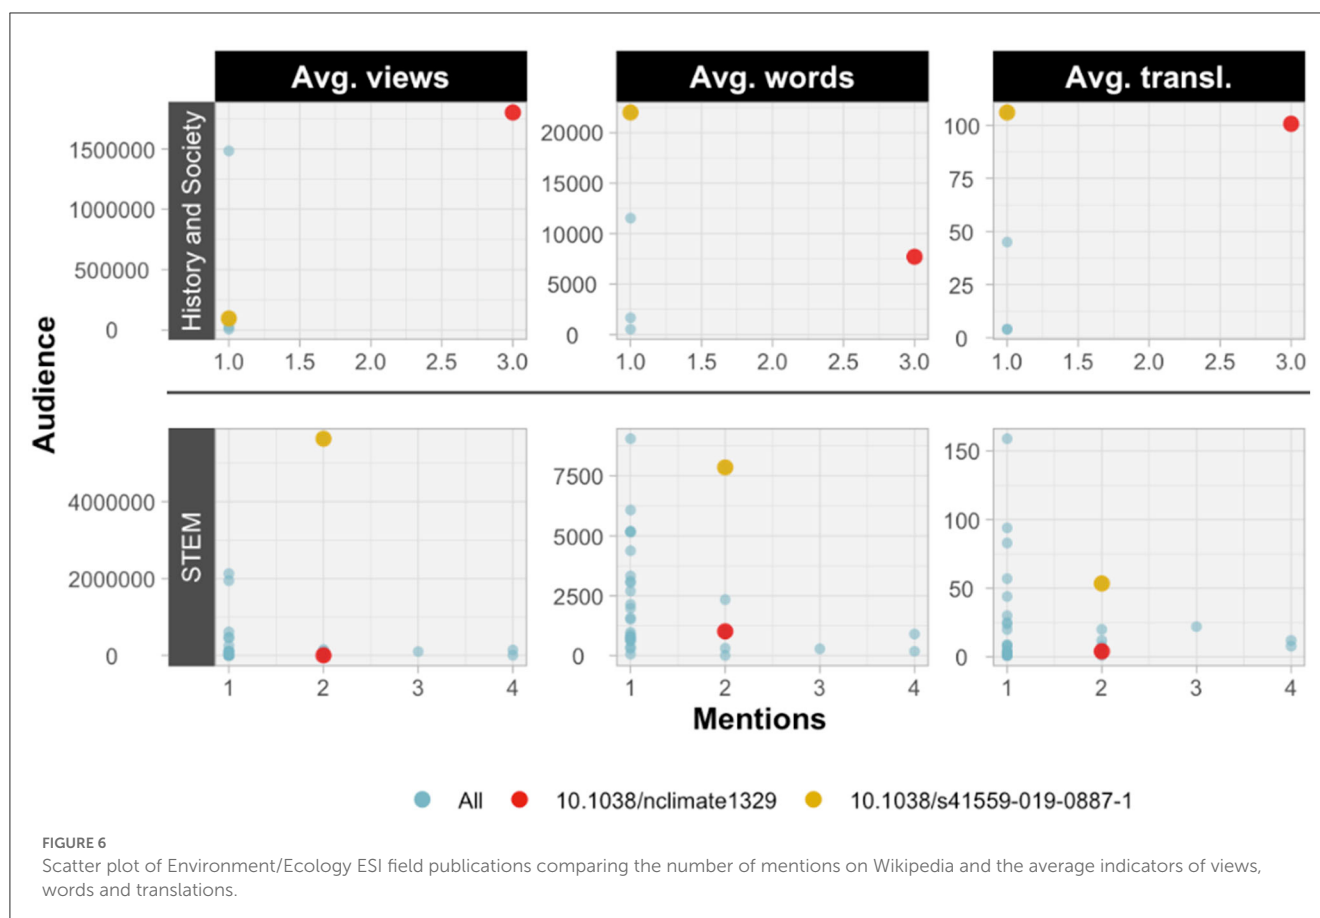 Avg. views Avg. words Avg. transl.
Audience
History and Society
1500000
1000000
500000
0
20000
15000
10000
5000
0
100
75
50
25
0
1.0 1.5 2.0 2.5 3.0 1.0 1.5 2.0 2.5 3.0 1.0 1.5 2.0 2.5 3.0
STEM
4000000
2000000
0
7500
5000
2500
0
150
100
50
0
1 2 3 4 1 2 3 4 1 2 3 4
Mentions
All 10.1038/nclimate1329 10.1038/s41559-019-0887-1
FIGURE 6
Scatter plot of Environment/Ecology ESI field publications comparing the number of mentions on Wikipedia and the average indicators of views,
words and translations.